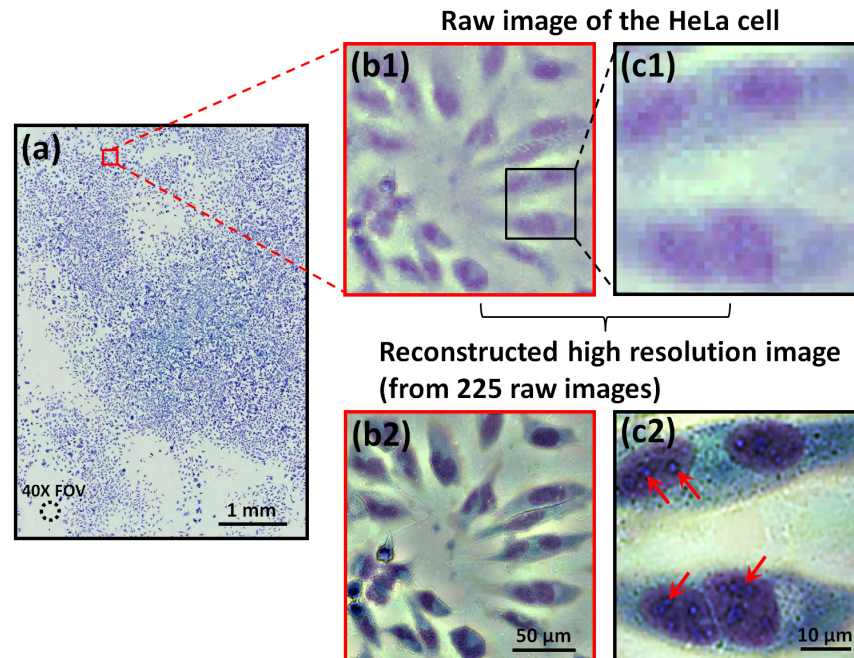 Raw image of the HeLa cell
(a)
40X FOV
1 mm
(b1)
(c1)
Reconstructed high resolution image
(from 225 raw images)
(b2)
50 µm
(c2)
10 µm